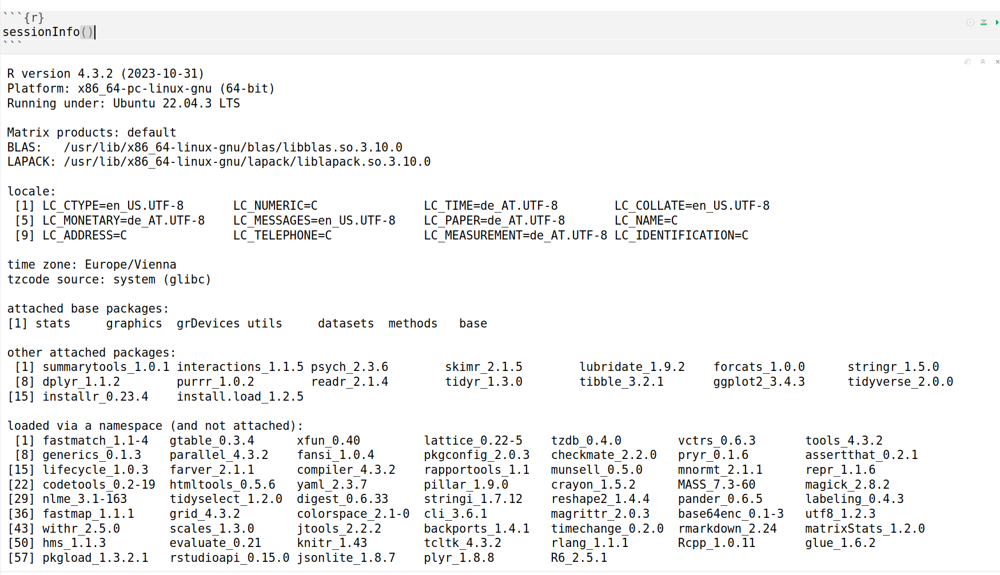 ```{r}
sessionInfo()
```
R version 4.3.2 (2023-10-31)
Platform: x86_64-pc-linux-gnu (64-bit)
Running under: Ubuntu 22.04.3 LTS

Matrix products: default
BLAS:   /usr/lib/x86_64-linux-gnu/blas/libblas.so.3.10.0
LAPACK: /usr/lib/x86_64-linux-gnu/lapack/liblapack.so.3.10.0

locale:
 [1] LC_CTYPE=en_US.UTF-8       LC_NUMERIC=C               LC_TIME=de_AT.UTF-8        LC_COLLATE=en_US.UTF-8
 [5] LC_MONETARY=de_AT.UTF-8    LC_MESSAGES=en_US.UTF-8    LC_PAPER=de_AT.UTF-8       LC_NAME=C
 [9] LC_ADDRESS=C               LC_TELEPHONE=C             LC_MEASUREMENT=de_AT.UTF-8 LC_IDENTIFICATION=C

time zone: Europe/Vienna
tzcode source: system (glibc)

attached base packages:
[1] stats     graphics  grDevices utils     datasets  methods   base

other attached packages:
 [1] summarytools_1.0.1 interactions_1.1.5 psych_2.3.6        skimr_2.1.5        lubridate_1.9.2    forcats_1.0.0      stringr_1.5.0
 [8] dplyr_1.1.2        purrr_1.0.2        readr_2.1.4        tidyr_1.3.0        tibble_3.2.1       ggplot2_3.4.3      tidyverse_2.0.0
[15] installr_0.23.4    install.load_1.2.5

loaded via a namespace (and not attached):
 [1] fastmatch_1.1-4   gtable_0.3.4      xfun_0.40         lattice_0.22-5    tzdb_0.4.0        vctrs_0.6.3       tools_4.3.2
 [8] generics_0.1.3    parallel_4.3.2    fansi_1.0.4       pkgconfig_2.0.3   checkmate_2.2.0   pryr_0.1.6        assertthat_0.2.1
[15] lifecycle_1.0.3   farver_2.1.1      compiler_4.3.2    rapportools_1.1   munsell_0.5.0     mnormt_2.1.1      repr_1.1.6
[22] codetools_0.2-19  htmltools_0.5.6   yaml_2.3.7        pillar_1.9.0      crayon_1.5.2      MASS_7.3-60       magick_2.8.2
[29] nlme_3.1-163      tidyselect_1.2.0  digest_0.6.33     stringi_1.7.12    reshape2_1.4.4    pander_0.6.5      labeling_0.4.3
[36] fastmap_1.1.1     grid_4.3.2        colorspace_2.1-0  cli_3.6.1         magrittr_2.0.3    base64enc_0.1-3   utf8_1.2.3
[43] withr_2.5.0       scales_1.3.0      jtools_2.2.2      backports_1.4.1   timechange_0.2.0  rmarkdown_2.24    matrixStats_1.2.0
[50] hms_1.1.3         evaluate_0.21     knitr_1.43        tcltk_4.3.2       rlang_1.1.1       Rcpp_1.0.11       glue_1.6.2
[57] pkgload_1.3.2.1   rstudioapi_0.15.0 jsonlite_1.8.7    plyr_1.8.8        R6_2.5.1